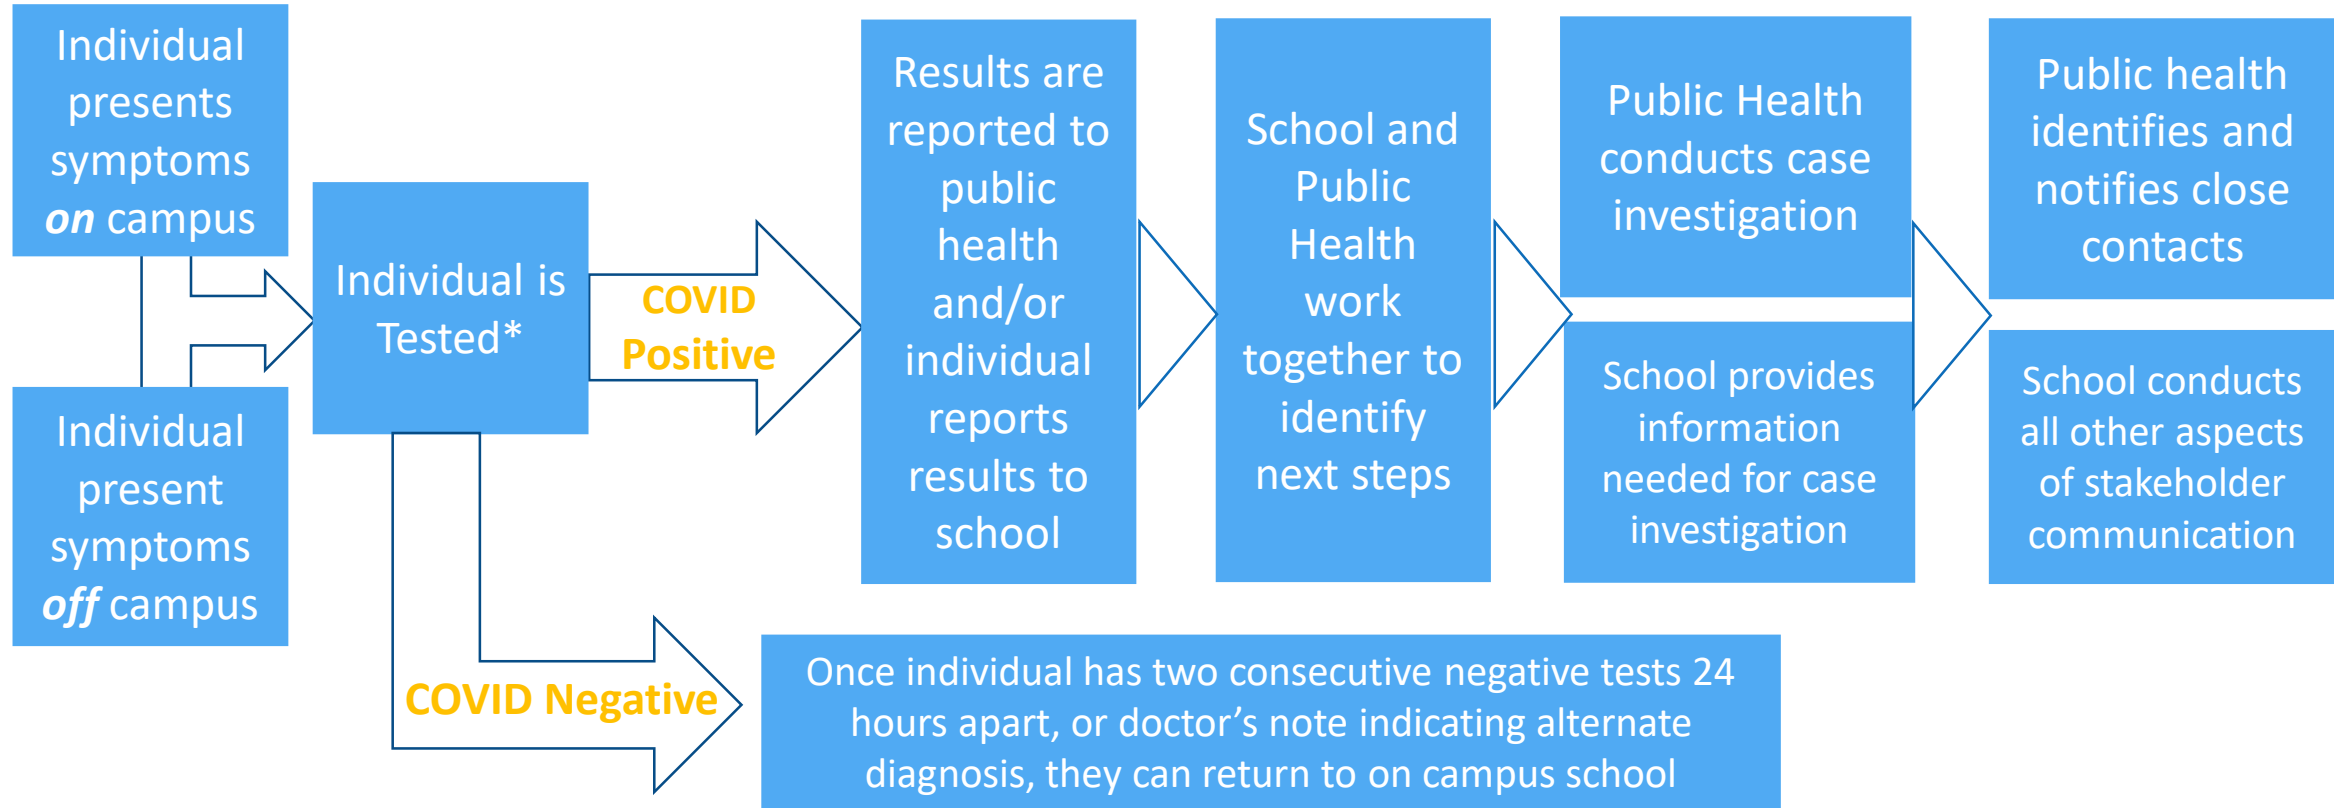 Individual
presents
symptoms
on campus
Individual
present
symptoms
off campus
Individual is
Tested*
COVID
Positive
Results are
reported to
public
health
and/or
individual
reports
results to
school
School and
Public
Health
work
together to
identify
next steps
Public Health
conducts case
investigation
School provides
information
needed for case
investigation
Public health
identifies and
notifies close
contacts
School conducts
all other aspects
of stakeholder
communication
COVID Negative
Once individual has two consecutive negative tests 24
hours apart, or doctor’s note indicating alternate
diagnosis, they can return to on campus school